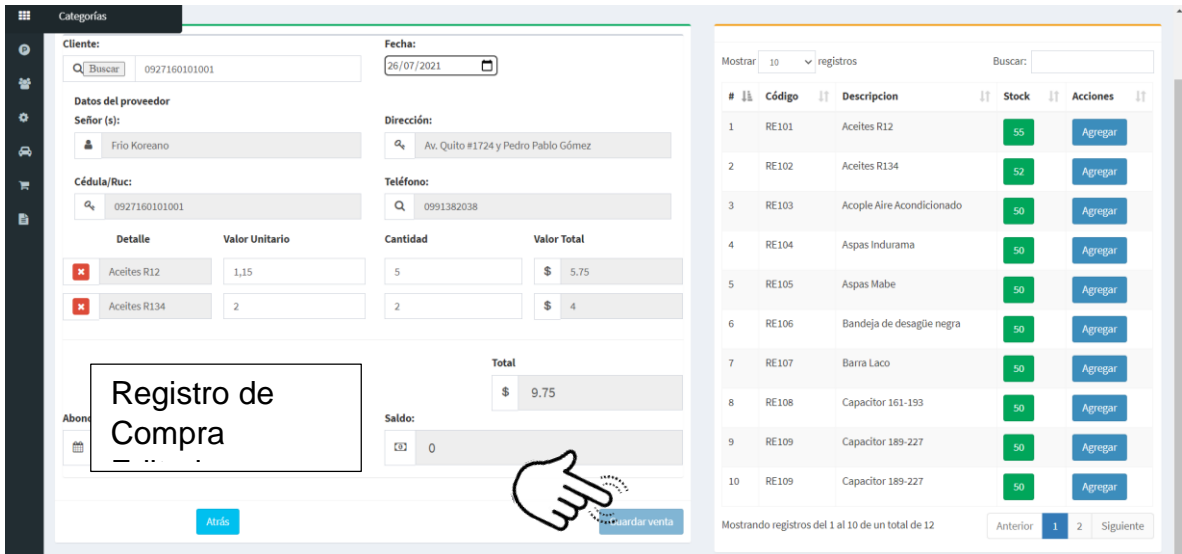 Categorías
Cliente:
Fecha:
Buscar
0927160101001
26/07/2021
Datos del proveedor
Señor (s):
Dirección:
Frio Koreano
Av. Quito #1724 y Pedro Pablo Gómez
Cédula/Ruc:
Teléfono:
0927160101001
0991382038
Detalle Valor Unitario Cantidad Valor Total
Aceites R12 1,15 5 $ 5.75
Aceites R134 2 2 $ 4
Total
$ 9.75
Registro de
Compra
Saldo:
0
Atrás
Mostrar 10 registros
Buscar:
# Código Descripcion Stock Acciones
1 RE101 Aceites R12 55 Agregar
2 RE102 Aceites R134 52 Agregar
3 RE103 Acople Aire Acondicionado 50 Agregar
4 RE104 Aspas Indurama 50 Agregar
5 RE105 Aspas Mabe 50 Agregar
6 RE106 Bandeja de desagüe negra 50 Agregar
7 RE107 Barra Laco 50 Agregar
8 RE108 Capacitor 161-193 50 Agregar
9 RE109 Capacitor 189-227 50 Agregar
10 RE109 Capacitor 189-227 50 Agregar
Mostrando registros del 1 al 10 de un total de 12
Anterior 1 2 Siguiente
venta